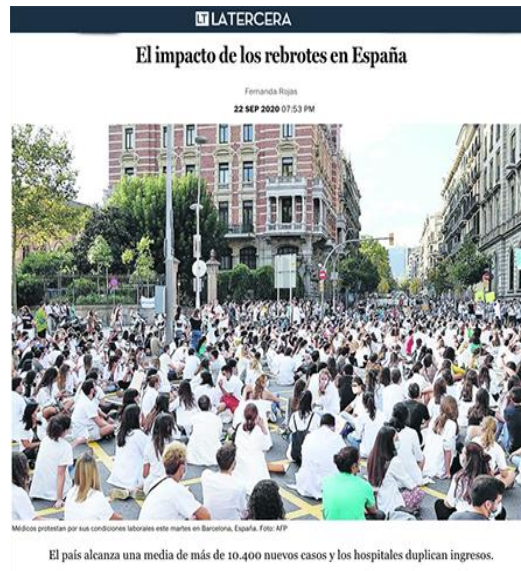 LT LATERCERA
El impacto de los rebrotes en España
Fernanda Rojas
22 SEP 2020 07:53 PM
Médicos protestan por sus condiciones laborales este martes en Barcelona, España. Foto: AFP
El país alcanza una media de más de 10.400 nuevos casos y los hospitales duplican ingresos.